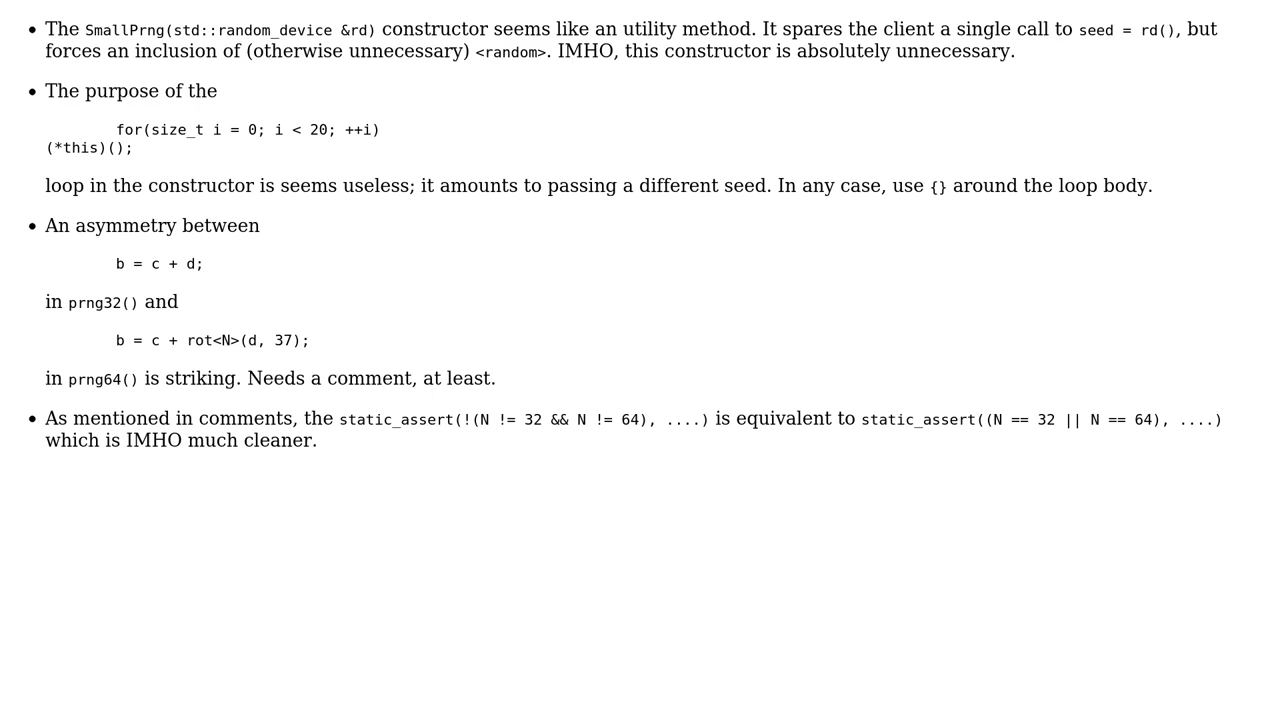 • The SmallPrng(std::random_device &rd) constructor seems like an utility method. It spares the client a single call to seed = rd(), but
forces an inclusion of (otherwise unnecessary) <random>. IMHO, this constructor is absolutely unnecessary.
• The purpose of the
for(size_t i = 0; i < 20; ++i)
(*this)();
loop in the constructor is seems useless; it amounts to passing a different seed. In any case, use {} around the loop body.
• An asymmetry between
b = c + d;
in prng32() and
b = c + rot<N>(d, 37);
in prng64() is striking. Needs a comment, at least.
• As mentioned in comments, the static_assert(!(N != 32 && N != 64), ....) is equivalent to static_assert((N == 32 || N == 64), ....)
which is IMHO much cleaner.